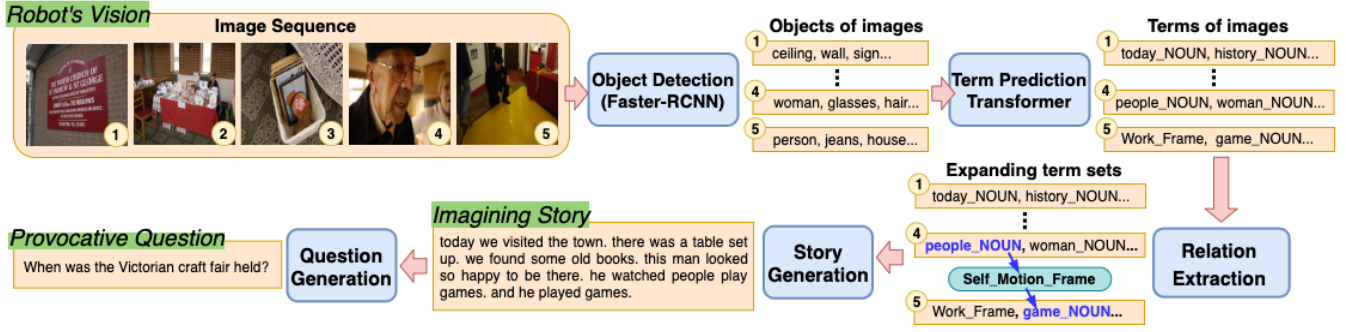 Robot's Vision
Image Sequence
1
2
3
4
5
Object Detection
(Faster-RCNN)
Objects of images
1
ceiling, wall, sign...
4
woman, glasses, hair...
5
person, jeans, house...
Term Prediction
Transformer
Terms of images
1
today_NOUN, history_NOUN...
4
people_NOUN, woman_NOUN...
5
Work_Frame, game_NOUN...
Relation
Extraction
Expanding term sets
1
today_NOUN, history_NOUN...
4
people_NOUN, woman_NOUN...
Self_Motion_Frame
5
Work_Frame, game_NOUN...
Story
Generation
Imagining Story
today we visited the town. there was a table set
up. we found some old books. this man looked
so happy to be there. he watched people play
games. and he played games.
Question
Generation
Provocative Question
When was the Victorian craft fair held?